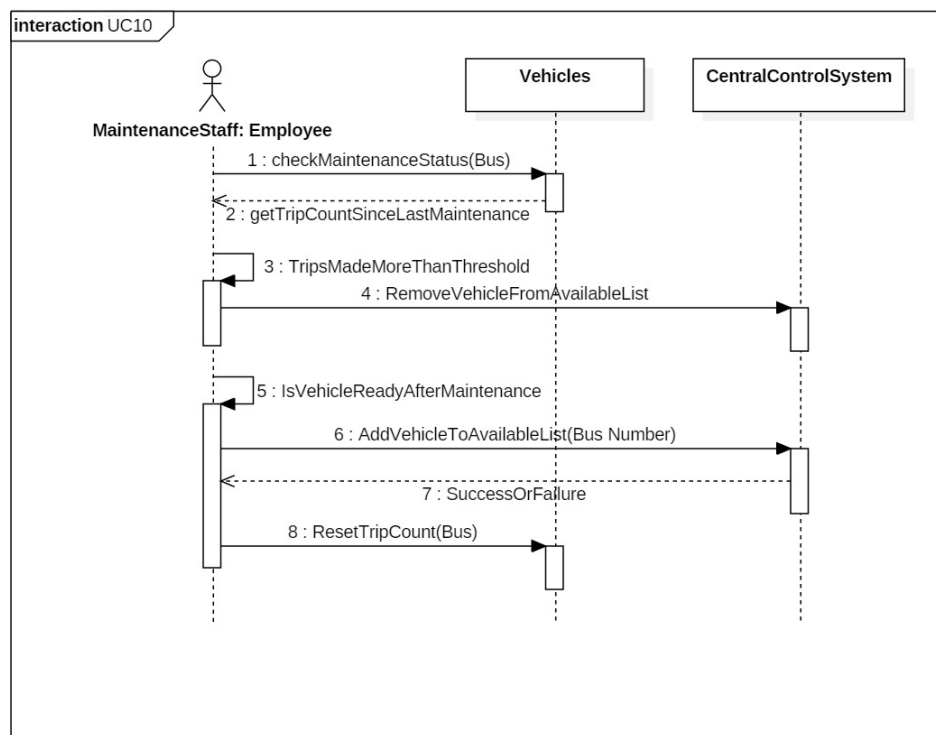 interaction UC10
Vehicles
CentralControlSystem
MaintenanceStaff: Employee
1 : checkMaintenanceStatus(Bus)
2 : getTripCountSinceLastMaintenance
3 : TripsMadeMoreThanThreshold
4 : RemoveVehicleFromAvailableList
5 : IsVehicleReadyAfterMaintenance
6 : AddVehicleToAvailableList(Bus Number)
7 : SuccessOrFailure
8 : ResetTripCount(Bus)